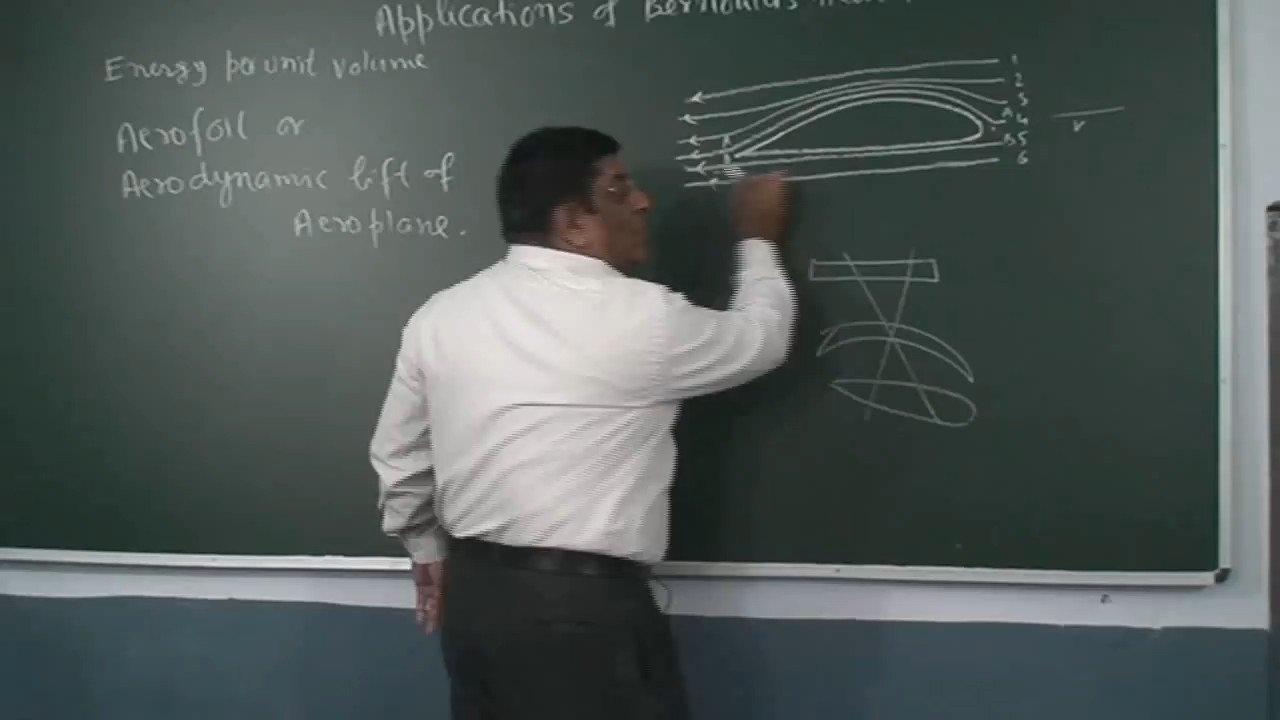 Applications of Bernoulli's
Energy per unit volume
Aerofoil or
Aerodynamic lift of
Aeroplane.
1
2
3
A 4
B 5
6
v
A